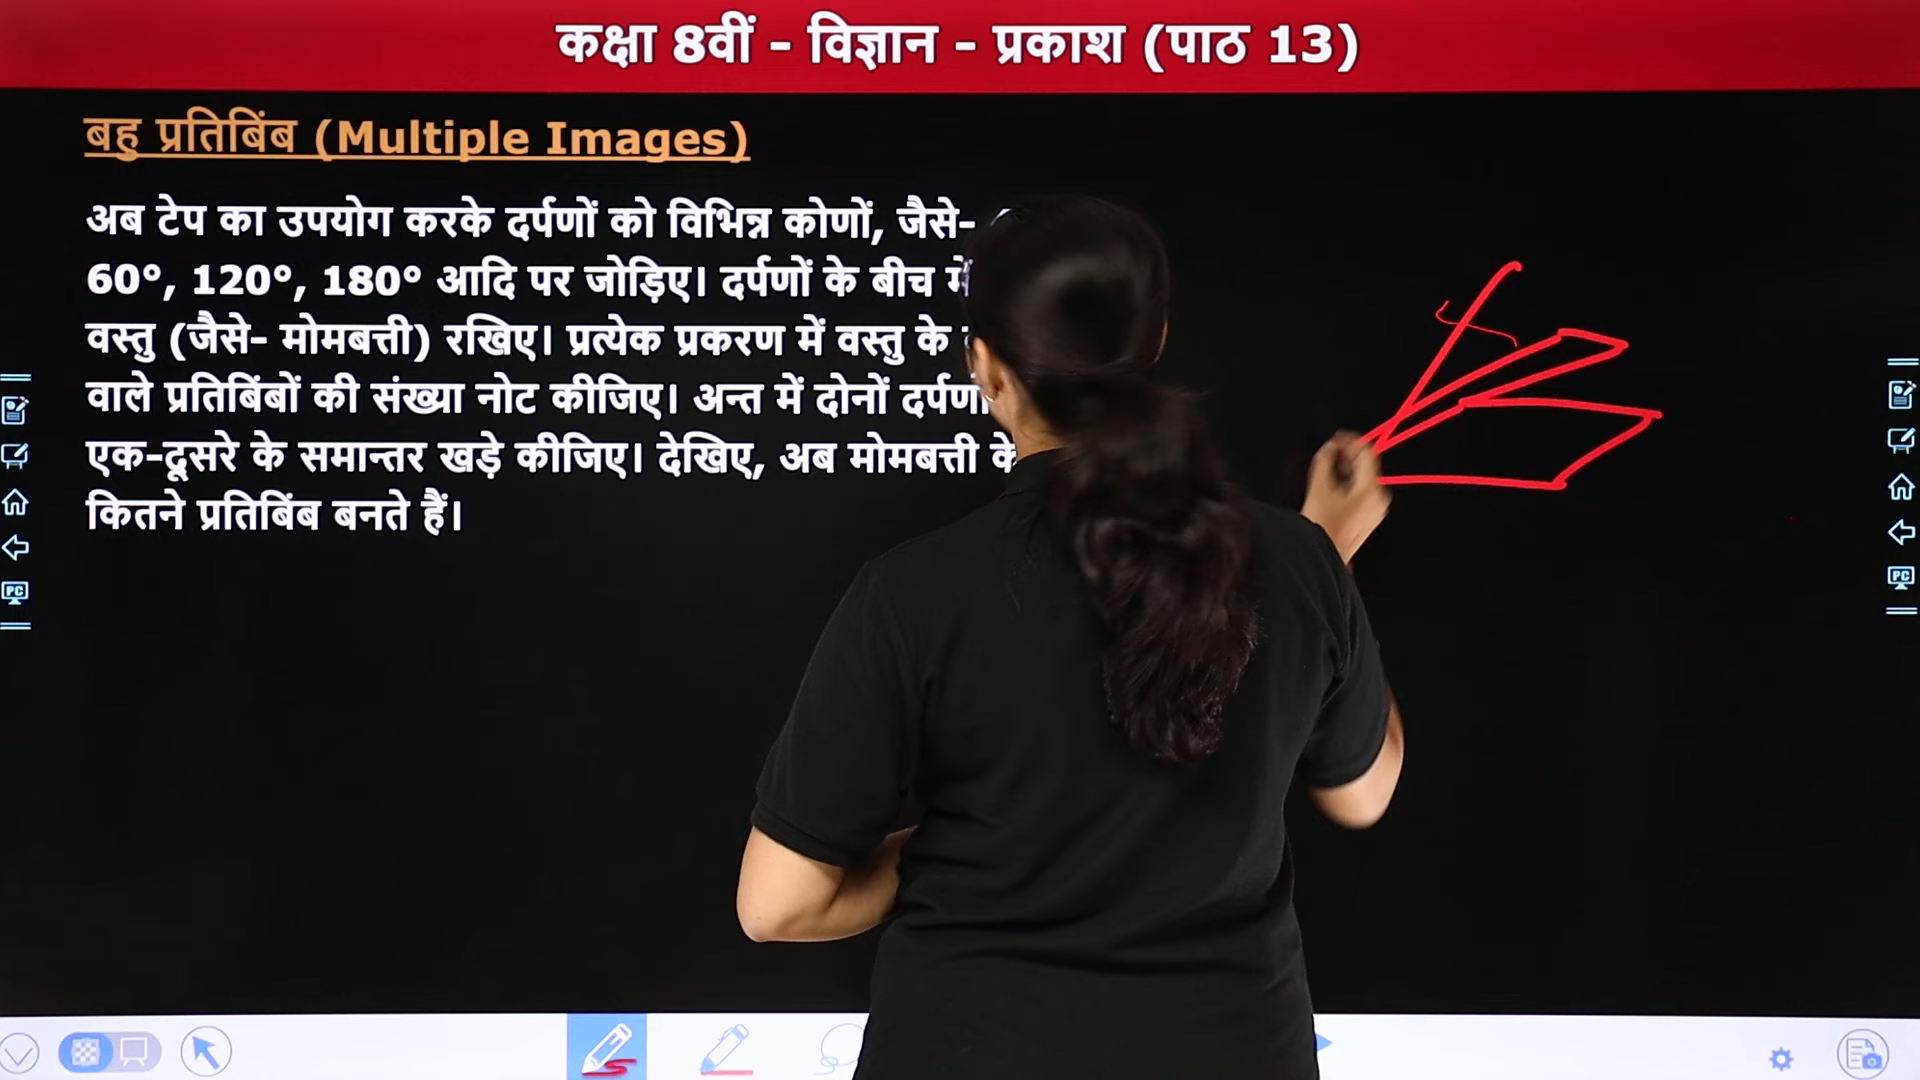 कक्षा 8वीं - विज्ञान - प्रकाश (पाठ 13)
बहु प्रतिबिंब (Multiple Images)
अब टेप का उपयोग करके दर्पणों को विभिन्न कोणों, जैसे-
60°, 120°, 180° आदि पर जोड़िए। दर्पणों के बीच में
वस्तु (जैसे- मोमबत्ती) रखिए। प्रत्येक प्रकरण में वस्तु के
वाले प्रतिबिंबों की संख्या नोट कीजिए। अन्त में दोनों
एक-दूसरे के समान्तर खड़े कीजिए। देखिए, अब मोमबत्ती के
कितने प्रतिबिंब बनते हैं।
PC
PC